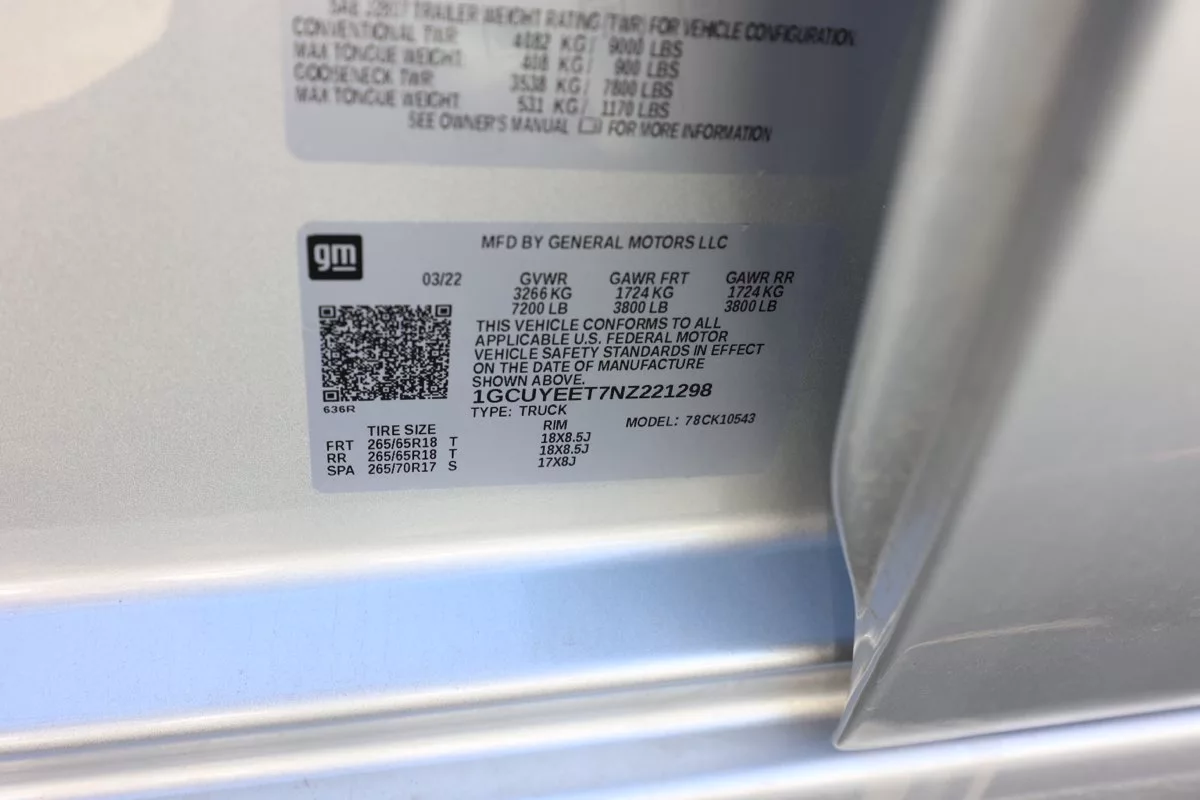 SAE J2807 TRAILER WEIGHT RATING (TWR) FOR VEHICLE CONFIGURATION
CONVENTIONAL TWR 4082 KG/ 9000 LBS
MAX TONGUE WEIGHT 408 KG/ 900 LBS
GOOSENECK TWR 3538 KG/ 7800 LBS
MAX TONGUE WEIGHT 531 KG/ 1170 LBS
SEE OWNER'S MANUAL FOR MORE INFORMATION
gm
MFD BY GENERAL MOTORS LLC
03/22 GVWR GAWR FRT GAWR RR
3266 KG 1724 KG 1724 KG
7200 LB 3800 LB 3800 LB
THIS VEHICLE CONFORMS TO ALL
APPLICABLE U.S. FEDERAL MOTOR
VEHICLE SAFETY STANDARDS IN EFFECT
ON THE DATE OF MANUFACTURE
SHOWN ABOVE.
1GCUYEET7NZ221298
636R
TYPE: TRUCK
MODEL: 78CK10543
TIRE SIZE RIM
FRT 265/65R18 T 18X8.5J
RR 265/65R18 T 18X8.5J
SPA 265/70R17 S 17X8J